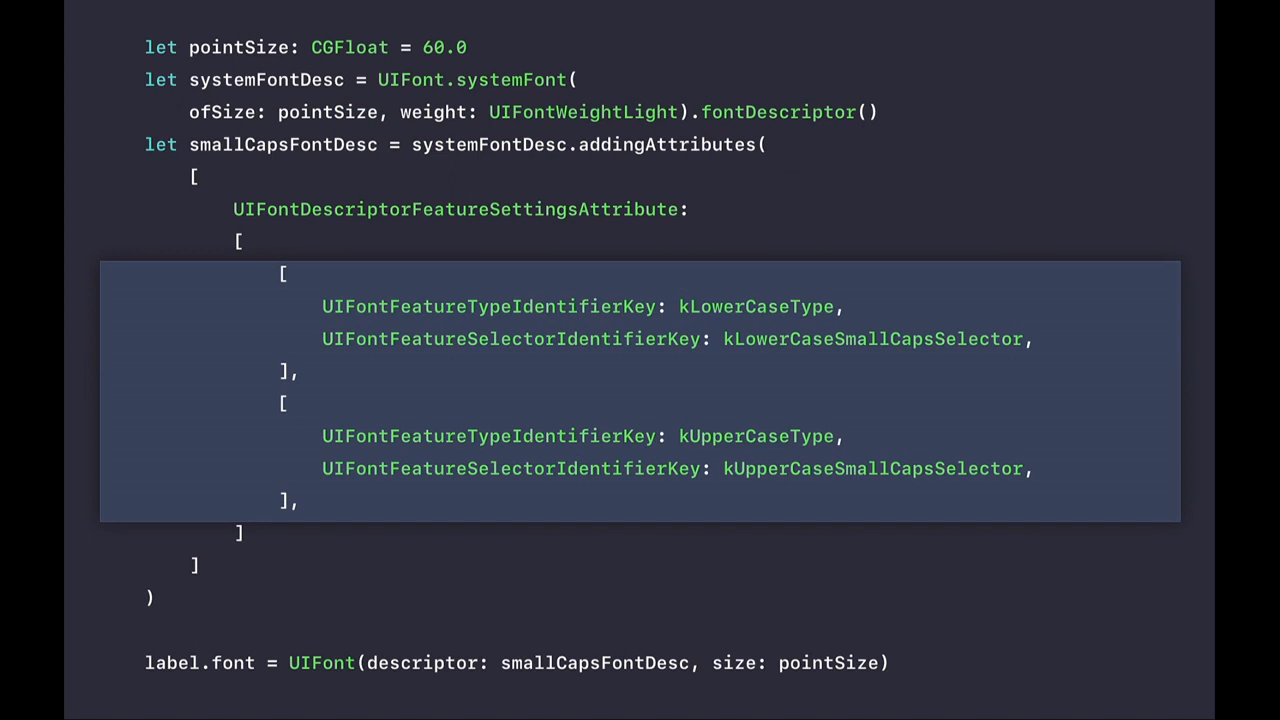 let pointSize: CGFloat = 60.0
let systemFontDesc = UIFont.systemFont(
    ofSize: pointSize, weight: UIFontWeightLight).fontDescriptor()
let smallCapsFontDesc = systemFontDesc.addingAttributes(
    [
        UIFontDescriptorFeatureSettingsAttribute:
        [
            [
                UIFontFeatureTypeIdentifierKey: kLowerCaseType,
                UIFontFeatureSelectorIdentifierKey: kLowerCaseSmallCapsSelector,
            ],
            [
                UIFontFeatureTypeIdentifierKey: kUpperCaseType,
                UIFontFeatureSelectorIdentifierKey: kUpperCaseSmallCapsSelector,
            ],
        ]
    ]
)
label.font = UIFont(descriptor: smallCapsFontDesc, size: pointSize)